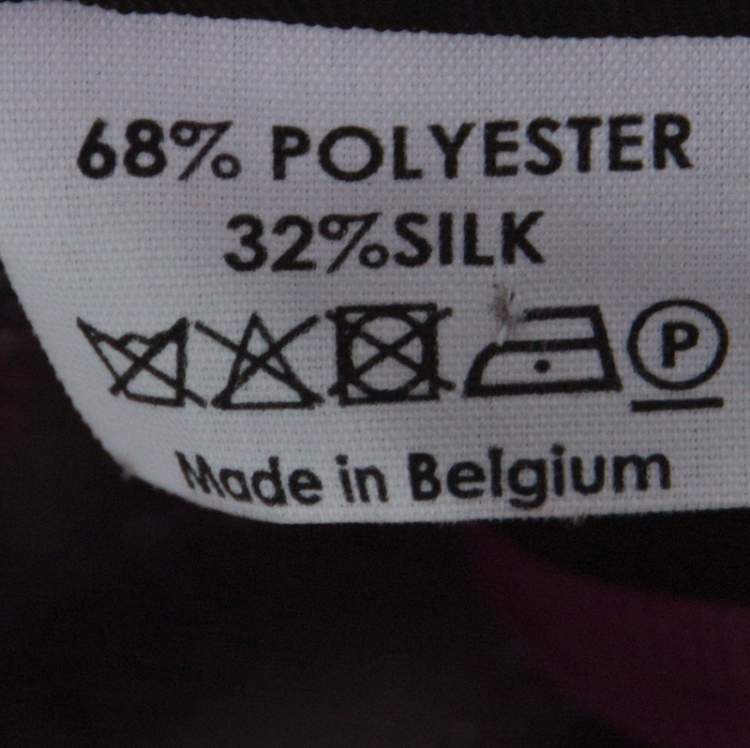 68% POLYESTER
32%SILK
P
Made in Belgium